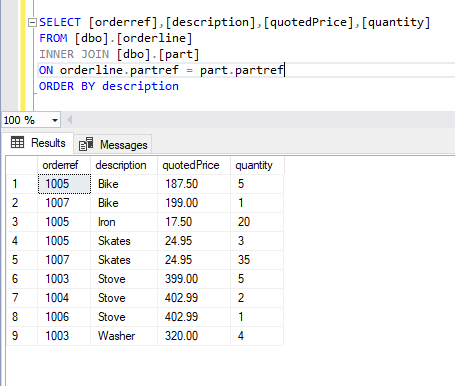 SELECT [orderref],[description],[quotedPrice],[quantity]
FROM [dbo].[orderline]
INNER JOIN [dbo].[part]
ON orderline.partref = part.partref
ORDER BY description
100 %
Results Messages
orderref description quotedPrice quantity
1 1005 Bike 187.50 5
2 1007 Bike 199.00 1
3 1005 Iron 17.50 20
4 1005 Skates 24.95 3
5 1007 Skates 24.95 35
6 1003 Stove 399.00 5
7 1004 Stove 402.99 2
8 1006 Stove 402.99 1
9 1003 Washer 320.00 4